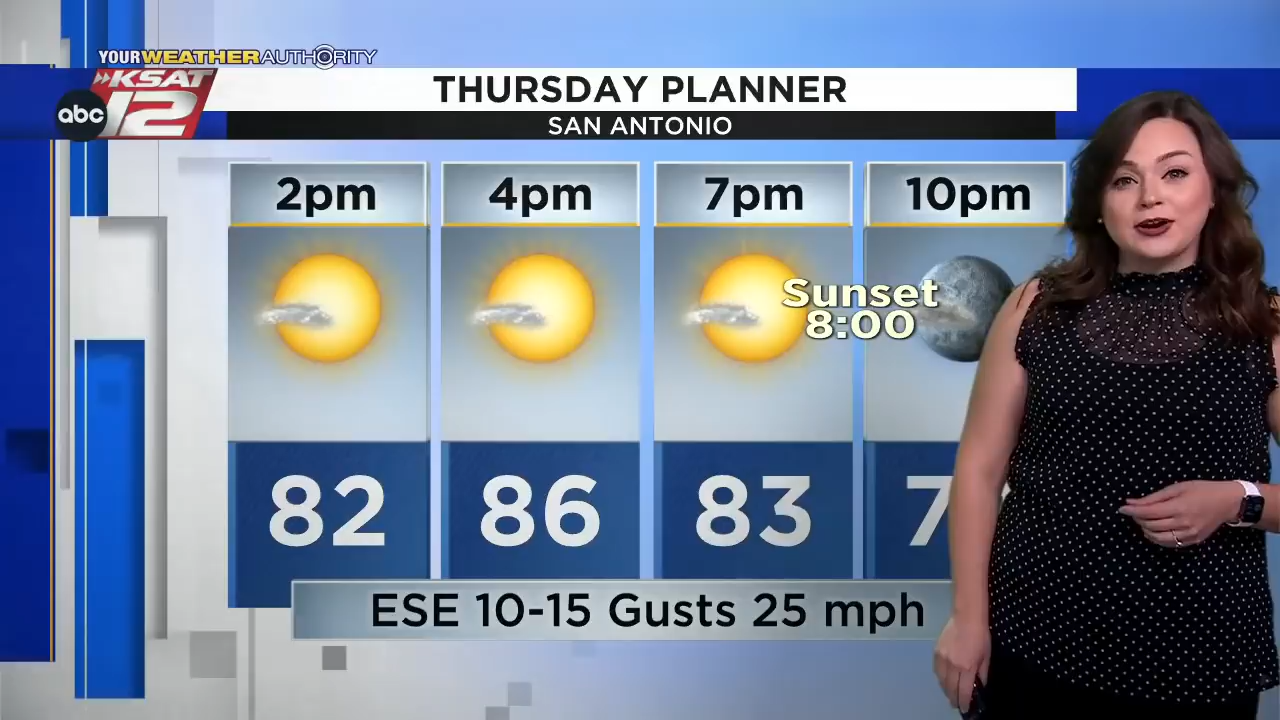 YOUR WEATHER AUTHORITY
KSAT
abc 12
THURSDAY PLANNER
SAN ANTONIO
2pm 4pm 7pm 10pm
Sunset
8:00
82 86 83
ESE 10-15 Gusts 25 mph